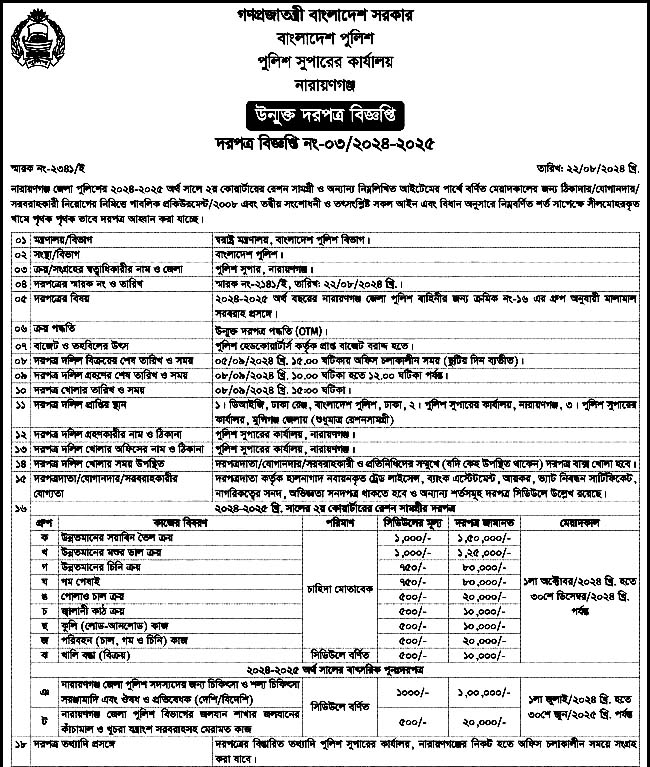 গণপ্রজাতন্ত্রী বাংলাদেশ সরকার
বাংলাদেশ পুলিশ
পুলিশ সুপারের কার্যালয়
নারায়ণগঞ্জ
উন্মুক্ত দরপত্র বিজ্ঞপ্তি
দরপত্র বিজ্ঞপ্তি নং-০৩/২০২৪-২০২৫
স্মারক নং-২৩৪১/ই তারিখ: ২২/০৮/২০২৪ খ্রি.
নারায়ণগঞ্জ জেলা পুলিশের ২০২৪-২০২৫ অর্থ সালে ২য় কোয়ার্টারের রেশন সামগ্রী ও অন্যান্য নিম্নলিখিত আইটেমের পার্শ্বে বর্ণিত মেয়াদকালের জন্য ঠিকাদার/যোগানদার/
সরবরাহকারী নিয়োগের নিমিত্তে পাবলিক প্রকিউরমেন্ট/২০০৮ এবং তদ্বীয় সংশোধনী ও তৎসংশ্লিষ্ট সকল আইন এবং বিধান অনুসারে নিম্নবর্ণিত শর্ত সাপেক্ষে সীলমোহরকৃত
খামে পৃথক পৃথক ভাবে দরপত্র আহ্বান করা যাচ্ছে।
০১ মন্ত্রণালয়/বিভাগ স্বরাষ্ট্র মন্ত্রণালয়, বাংলাদেশ পুলিশ বিভাগ।
০২ সংস্থা/বিভাগ বাংলাদেশ পুলিশ।
০৩ ক্রয়/সংগ্রহের স্বত্বাধিকারীর নাম ও জেলা পুলিশ সুপার, নারায়ণগঞ্জ।
০৪ দরপত্রের স্মারক নং ও তারিখ স্মারক নং-২১৪১/ই, তারিখ: ২২/০৮/২০২৪ খ্রি.।
০৫ দরপত্রের বিষয় ২০২৪-২০২৫ অর্থ বছরের নারায়ণগঞ্জ জেলা পুলিশ বাহিনীর জন্য ক্রমিক নং-১৬ এর গ্রুপ অনুযায়ী মালামাল
সরবরাহ প্রসঙ্গে।
০৬ ক্রয় পদ্ধতি উন্মুক্ত দরপত্র পদ্ধতি (OTM)।
০৭ বাজেট ও তহবিলের উৎস পুলিশ হেডকোয়ার্টার্স কর্তৃক প্রাপ্ত বাজেট বরাদ্দ হতে।
০৮ দরপত্র দলিল বিক্রয়ের শেষ তারিখ ও সময় ০৫/০৯/২০২৪ খ্রি. ১৫.০০ ঘটিকায় অফিস চলাকালীন সময় (ছুটির দিন ব্যতীত)।
০৯ দরপত্র দলিল গ্রহণের শেষ তারিখ ও সময় ০৮/০৯/২০২৪ খ্রি. ১০.০০ ঘটিকা হতে ১২.০০ ঘটিকা পর্যন্ত।
১০ দরপত্র খোলার তারিখ ও সময় ০৮/০৯/২০২৪ খ্রি. ১৫:০০ ঘটিকা।
১১ দরপত্র দলিল প্রাপ্তির স্থান ১। ডিআইজি, ঢাকা রেঞ্জ, বাংলাদেশ পুলিশ, ঢাকা, ২। পুলিশ সুপারের কার্যালয়, নারায়ণগঞ্জ, ৩। পুলিশ সুপারের
কার্যালয়, মুন্সিগঞ্জ জেলায় (শুধুমাত্র রেশনসামগ্রী)
১২ দরপত্র দলিল গ্রহণকারীর নাম ও ঠিকানা পুলিশ সুপারের কার্যালয়, নারায়ণগঞ্জ।
১৩ দরপত্র দলিল খোলার অফিসের নাম ও ঠিকানা পুলিশ সুপারের কার্যালয়, নারায়ণগঞ্জ।
১৪ দরপত্র দলিল খোলায় সময় উপস্থিত দরপত্রদাতা/যোগানদার/সরবরাহকারী ও প্রতিনিধিদের সম্মুখে (যদি কেহ উপস্থিত থাকেন) দরপত্র বাক্স খোলা হবে।
১৫ দরপত্রদাতা/যোগানদার/সরবরাহকারীর দরপত্রদাতা কর্তৃক হালনাগাদ নবায়নকৃত ট্রেড লাইসেন্স, ব্যাংক এস্টেটমেন্ট, আয়কর, ভ্যাট নিবন্ধন সার্টিফিকেট,
যোগ্যতা নাগরিকত্বের সনদ, অভিজ্ঞতা সনদপত্র থাকতে হবে ও অন্যান্য শর্তসমূহ দরপত্র সিডিউলে উল্লেখ রয়েছে।
১৬ ২০২৪-২০২৫ খ্রি. সালের ২য় কোয়ার্টারের রেশন সামগ্রীর দরপত্র
গ্রুপ কাজের বিবরণ পরিমাণ সিডিউলের মূল্য দরপত্র জামানত মেয়াদকাল
ক উন্নতমানের সয়াবিন তৈল ক্রয় ১,০০০/- ১,৫০,০০০/-
খ উন্নতমানের মশুর ডাল ক্রয় ১,০০০/- ১,২৫,০০০/-
গ উন্নতমানের চিনি ক্রয় ৭৫০/- ৮০,০০০/-
ঘ গম পেষাই চাহিদা মোতাবেক ৭৫০/- ৮০,০০০/- ১লা অক্টোবর/২০২৪ খ্রি. হতে
ঙ পোলাও চাল ক্রয় ৫০০/- ২০,০০০/- ৩০শে ডিসেম্বর/২০২৪ খ্রি.
চ জ্বালানী কাঠ ক্রয় ৫০০/- ১০,০০০/- পর্যন্ত
ছ কুলি (লোড-আনলোড) কাজ ৫০০/- ১০,০০০/-
জ পরিবহন (চাল, গম ও চিনি) কাজ ৫০০/- ২০,০০০/-
ঝ খালি বস্তা (বিক্রয়) সিডিউল বর্ণিত ৫০০/- ১০,০০০/-
২০২৪-২০২৫ অর্থ সালের বাৎসরিক পুনঃদরপত্র
ঞ নারায়ণগঞ্জ জেলা পুলিশ সদস্যদের জন্য চিকিৎসা ও শল্য চিকিৎসা
সরঞ্জামাদি এবং ঔষধ ও প্রতিষেধক (দেশি/বিদেশি) সিডিউলে বর্ণিত ১০০০/- ১,০০,০০০/- ১লা জুলাই/২০২৪ খ্রি. হতে
ট নারায়ণগঞ্জ জেলা পুলিশ বিভাগের জলযান শাখার জলযানের ৩০শে জুন/২০২৫ খ্রি. পর্যন্ত
কাঁচামাল ও খুচরা যন্ত্রাংশ সরবরাহসহ মেরামত কাজ ৫০০/- ২০,০০০/-
১৮ দরপত্র তথ্যাদি প্রসঙ্গে দরপত্রের বিস্তারিত তথ্যাদি পুলিশ সুপারের কার্যালয়, নারায়ণগঞ্জের নিকট হতে অফিস চলাকালীন সময়ে সংগ্রহ
করা যাবে।